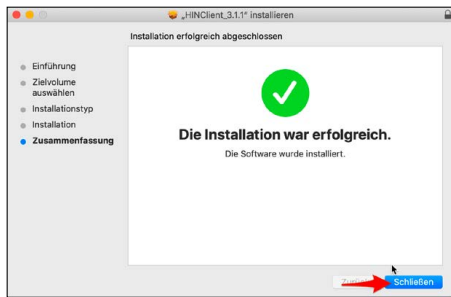 „HINClient_3.1.1“ installieren
Installation erfolgreich abgeschlossen
Einführung
Zielvolume
auswählen
Installationstyp
Installation
Zusammenfassung
Die Installation war erfolgreich.
Die Software wurde installiert.
Schließen